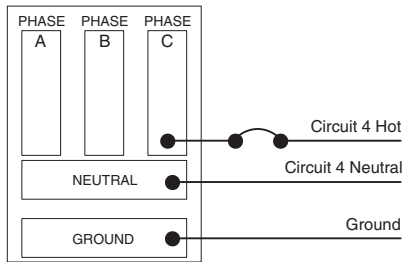 PHASE PHASE PHASE
A B C
Circuit 4 Hot
Circuit 4 Neutral
NEUTRAL
Ground
GROUND